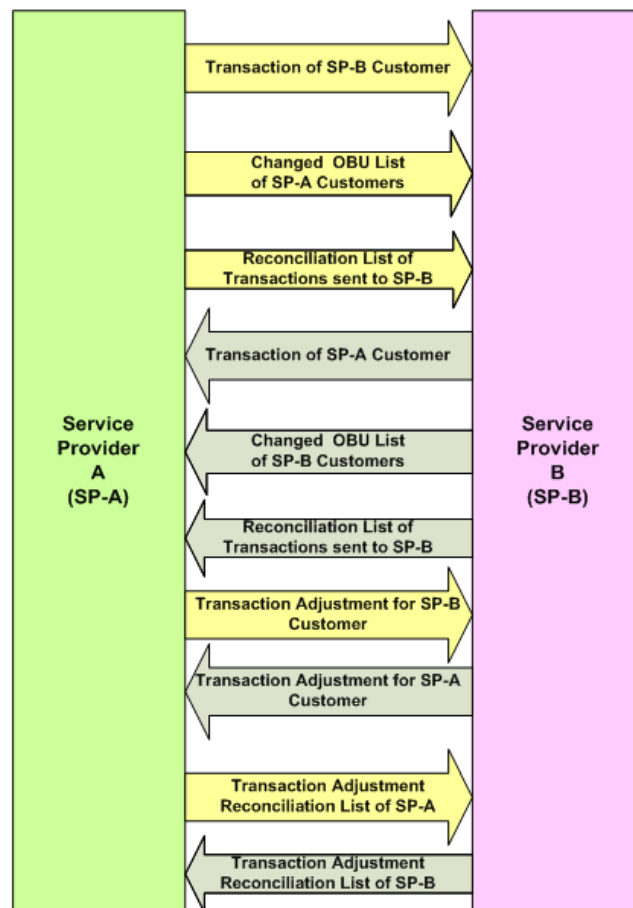 Transaction of SP-B Customer
Changed OBU List
of SP-A Customers
Reconciliation List of
Transactions sent to SP-B
Transaction of SP-A Customer
Service
Provider
A
(SP-A)
Service
Provider
B
(SP-B)
Changed OBU List
of SP-B Customers
Reconciliation List of
Transactions sent to SP-B
Transaction Adjustment for SP-B
Customer
Transaction Adjustment for SP-A
Customer
Transaction Adjustment
Reconciliation List of SP-A
Transaction Adjustment
Reconciliation List of SP-B